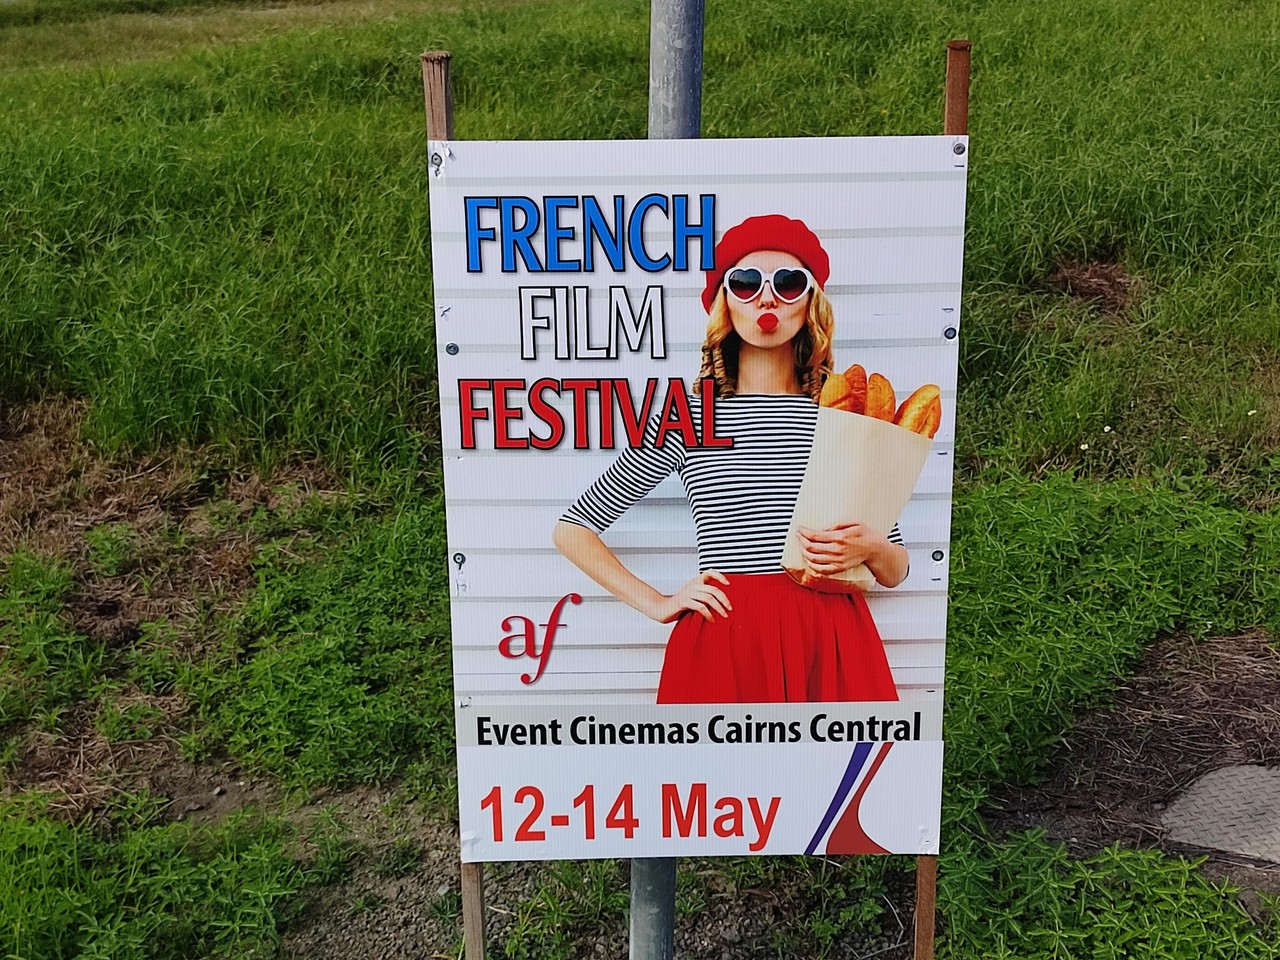 FRENCH
FILM
FESTIVAL
af
Event Cinemas Cairns Central
12-14 May